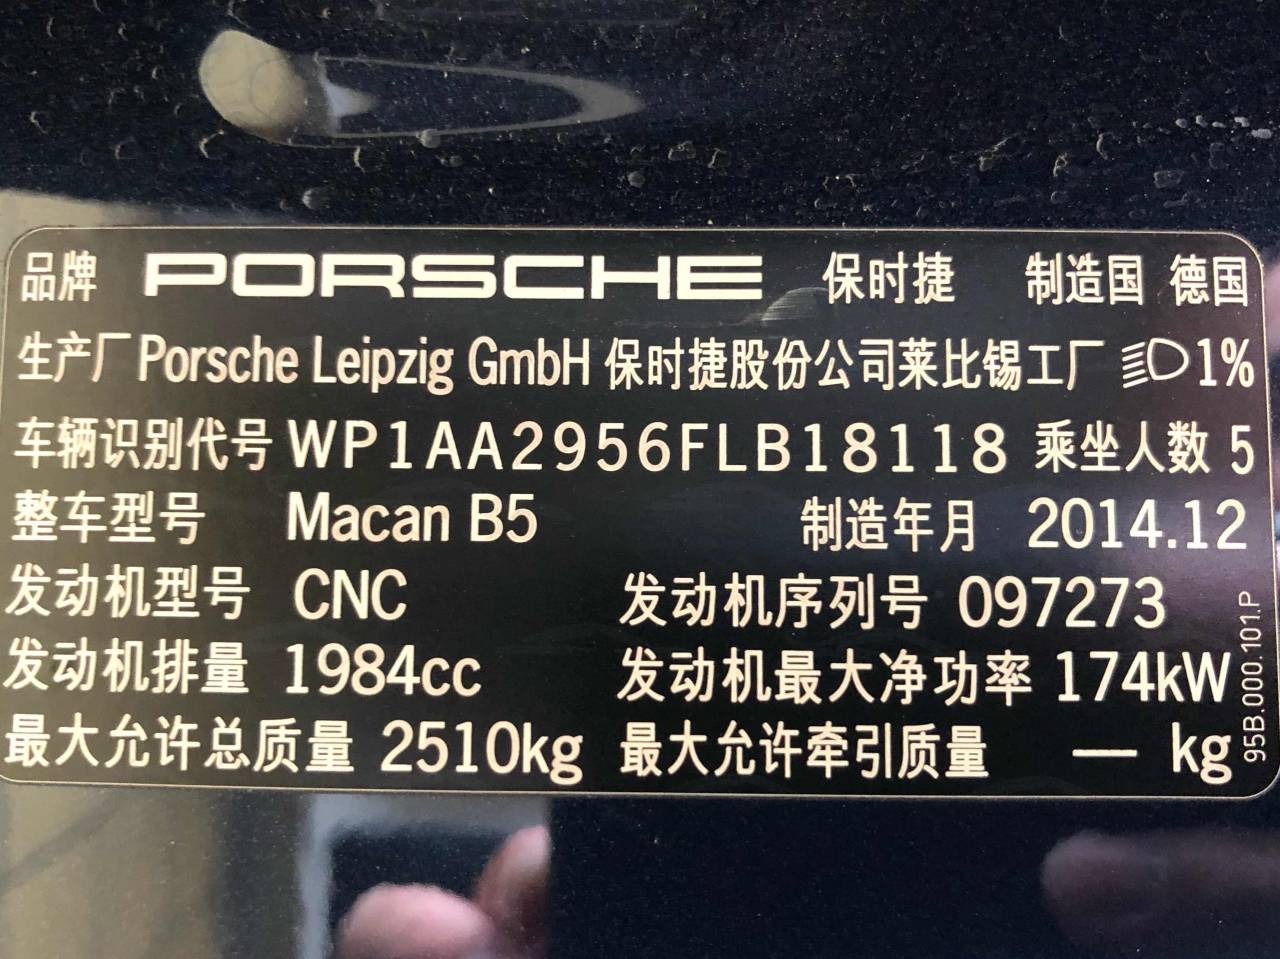 品牌 PORSCHE 保时捷 制造国 德国
生产厂 Porsche Leipzig GmbH 保时捷股份公司莱比锡工厂 1%
车辆识别代号 WP1AA2956FLB18118 乘坐人数 5
整车型号 Macan B5 制造年月 2014.12
发动机型号 CNC 发动机序列号 097273
发动机排量 1984cc 发动机最大净功率 174kW
最大允许总质量 2510kg 最大允许牵引质量 — kg
95B.000.101.P